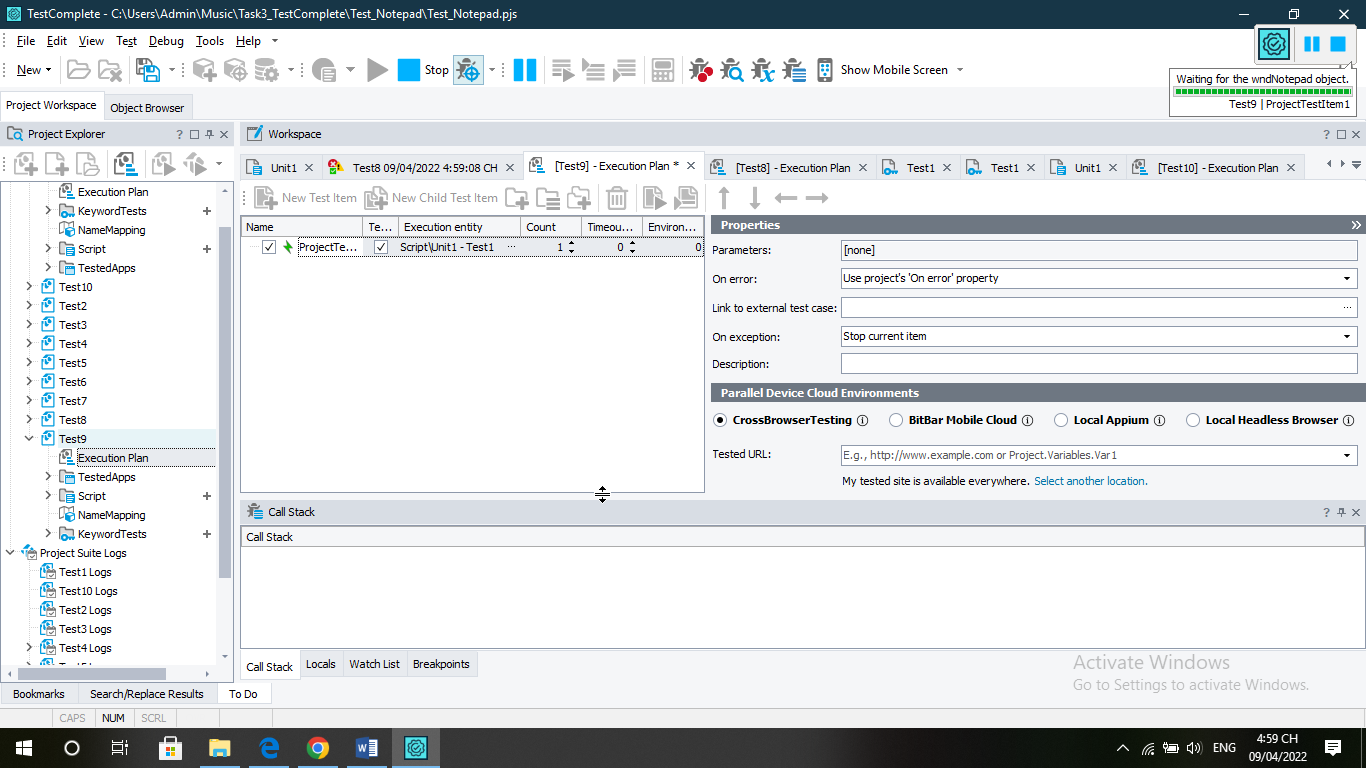 TestComplete - C:\Users\Admin\Music\Task3_TestComplete\Test_Notepad\Test_Notepad.pjs
File Edit View Test Debug Tools Help
New Stop Show Mobile Screen
Waiting for the wndNotepad object.
Test9 | ProjectTestItem1
Project Workspace Object Browser
Project Explorer ? Workspace ?
Unit1 Test8 09/04/2022 4:59:08 CH [Test9] - Execution Plan * [Test8] - Execution Plan Test1 Test1 Unit1 [Test10] - Execution Plan
New Test Item New Child Test Item
Execution Plan
KeywordTests
NameMapping
Script
TestedApps
Test10
Test2
Test3
Test4
Test5
Test6
Test7
Test8
Test9
Execution Plan
TestedApps
Script
NameMapping
KeywordTests
Project Suite Logs
Test1 Logs
Test10 Logs
Test2 Logs
Test3 Logs
Test4 Logs
Name Te... Execution entity Count Timeou... Environ...
ProjectTe... Script\Unit1 - Test1 ... 1 0 0
Properties
Parameters: [none]
On error: Use project's 'On error' property
Link to external test case: ...
On exception: Stop current item
Description:
Parallel Device Cloud Environments
CrossBrowserTesting BitBar Mobile Cloud Local Appium Local Headless Browser
Tested URL: E.g., http://www.example.com or Project.Variables.Var1
My tested site is available everywhere. Select another location.
Call Stack ?
Call Stack
Call Stack Locals Watch List Breakpoints
Activate Windows
Go to Settings to activate Windows.
Bookmarks Search/Replace Results To Do
CAPS NUM SCRL
ENG 4:59 CH
09/04/2022